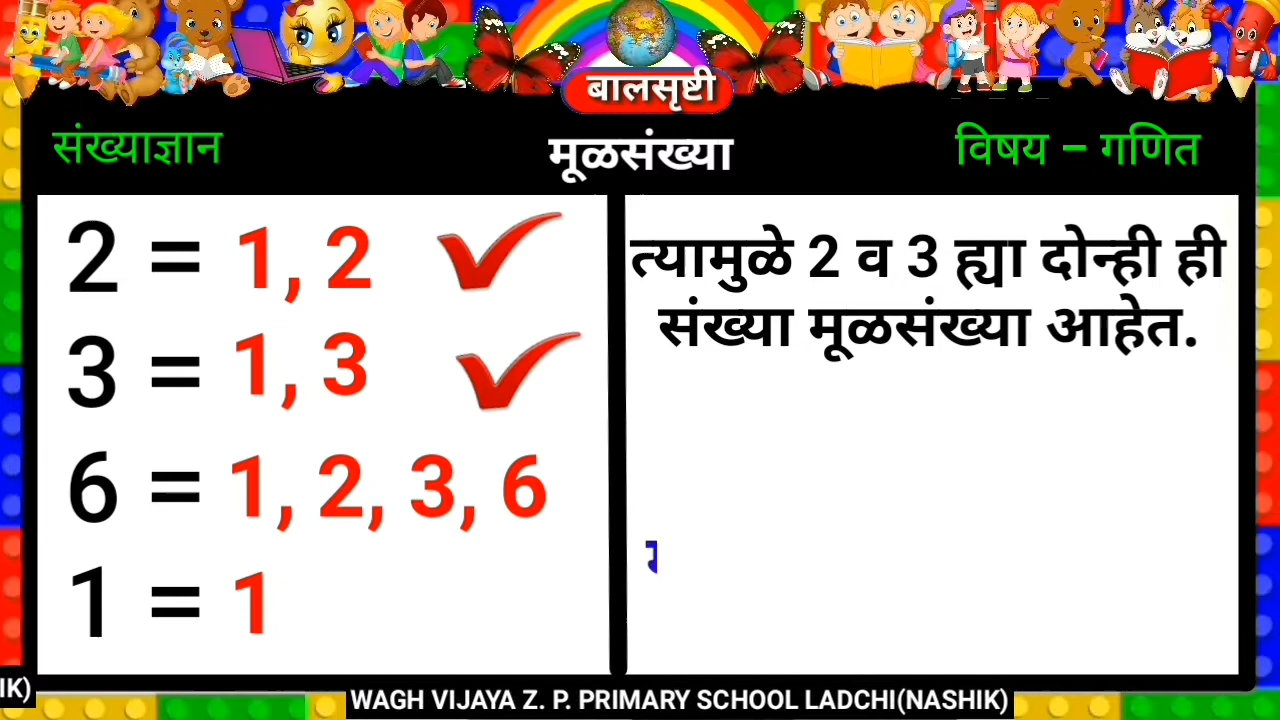 बालसृष्टी
संख्याज्ञान
मूळसंख्या
विषय – गणित
2 = 1, 2
3 = 1, 3
6 = 1, 2, 3, 6
1 = 1
त्यामुळे 2 व 3 ह्या दोन्ही ही
संख्या मूळसंख्या आहेत.
IK)
WAGH VIJAYA Z. P. PRIMARY SCHOOL LADCHI(NASHIK)